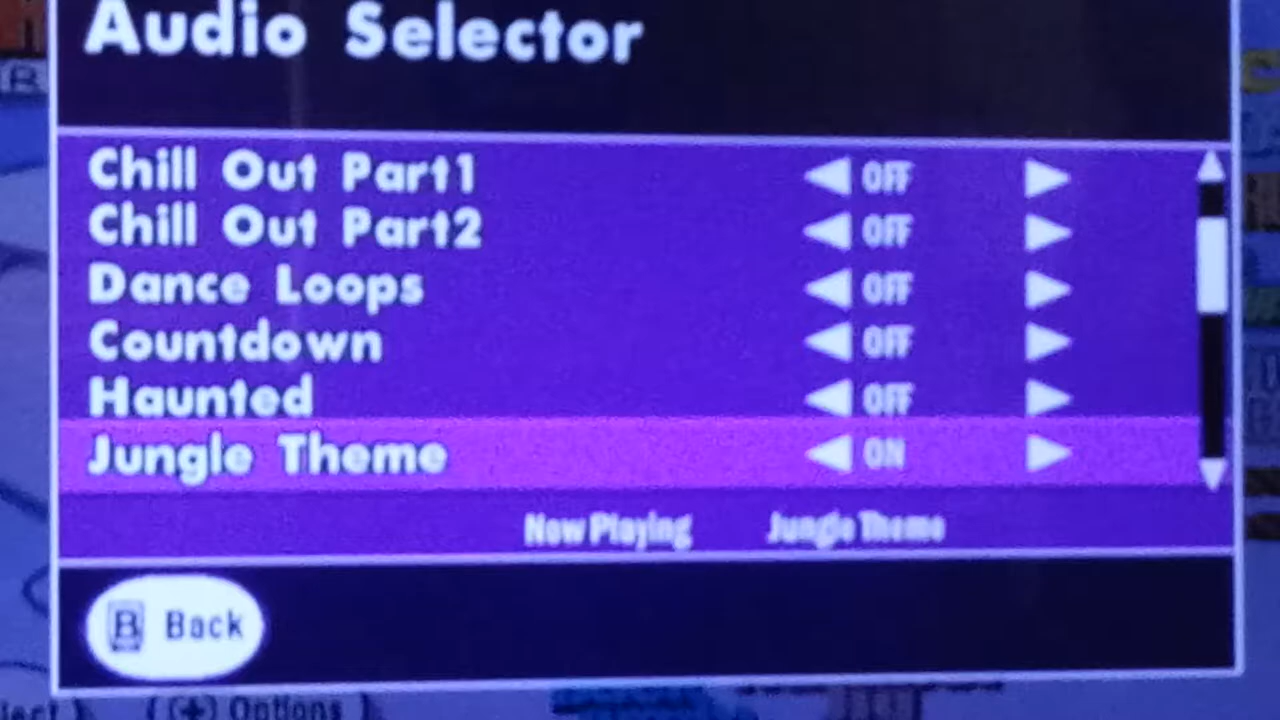 Audio Selector
Chill Out Part1 OFF
Chill Out Part2 OFF
Dance Loops OFF
Countdown OFF
Haunted OFF
Jungle Theme ON
Now Playing Jungle Theme
B Back
Options